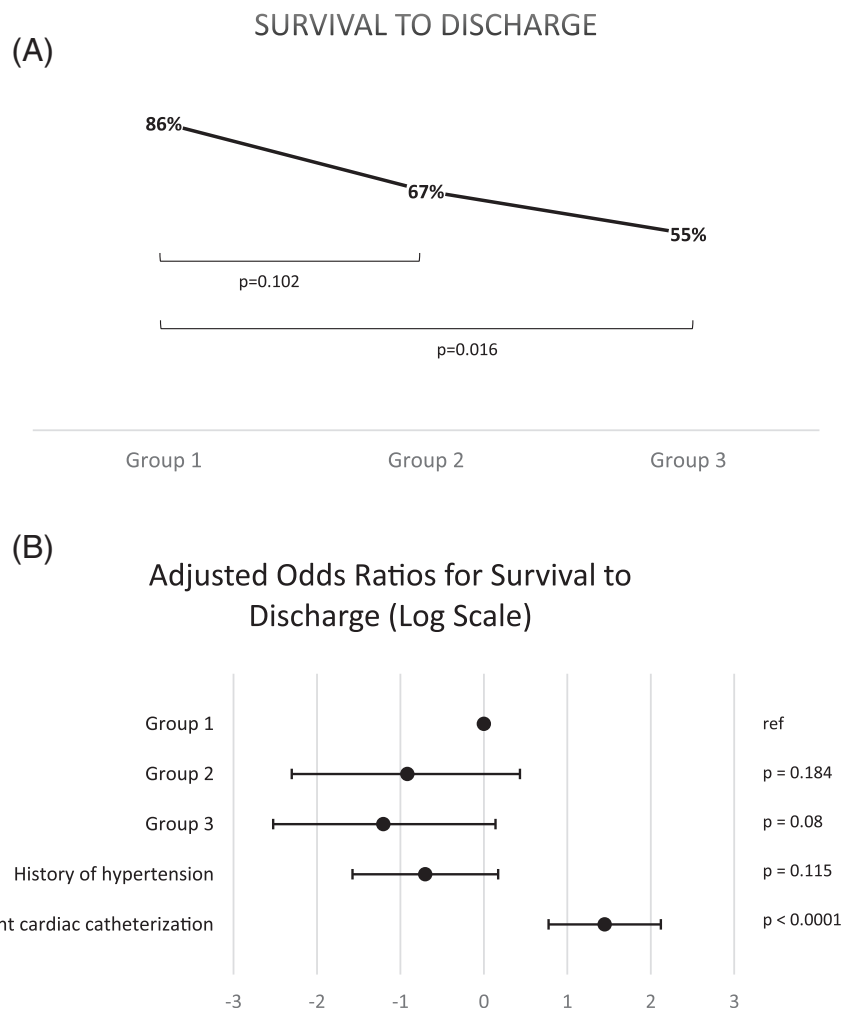 SURVIVAL TO DISCHARGE
(A)
86%
67%
55%
p=0.102
p=0.016
Group 1 Group 2 Group 3
(B)
Adjusted Odds Ratios for Survival to
Discharge (Log Scale)
Group 1 ref
Group 2 p = 0.184
Group 3 p = 0.08
History of hypertension p = 0.115
nt cardiac catheterization p < 0.0001
-3 -2 -1 0 1 2 3